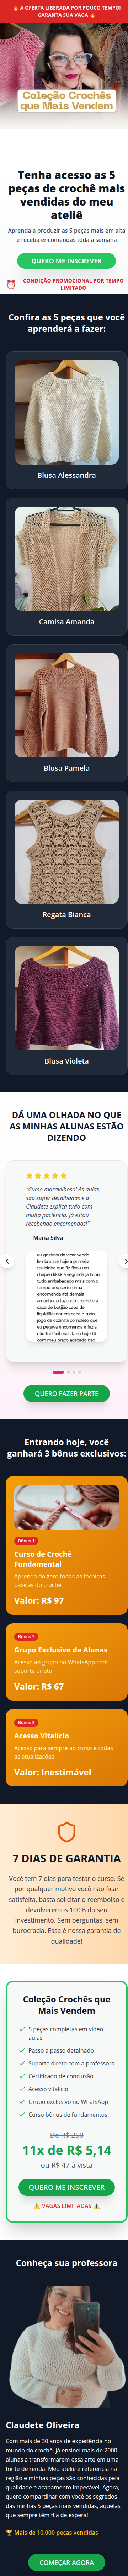 🔥 A OFERTA LIBERADA POR POUCO TEMPO!
GARANTA SUA VAGA 🔥
Coleção Crochês
que Mais Vendem
Tenha acesso as 5
peças de crochê mais
vendidas do meu
ateliê
Aprenda a produzir as 5 peças mais em alta
e receba encomendas toda a semana
QUERO ME INSCREVER
CONDIÇÃO PROMOCIONAL POR TEMPO
LIMITADO
Confira as 5 peças que você
aprenderá a fazer:
Blusa Alessandra
Camisa Amanda
Blusa Pamela
Regata Bianca
Blusa Violeta
DÁ UMA OLHADA NO QUE
AS MINHAS ALUNAS ESTÃO
DIZENDO
"Curso maravilhoso! As aulas
são super detalhadas e a
Claudete explica tudo com
muita paciência. Já estou
recebendo encomendas!"
— Maria Silva
eu gostava de vicar vende
lembro até hoje a primeira
toalhinha que fiz ficou um
chapéu kkkk a segunda já ficou
tudo embabadada mas com o
tempo deu certo tinha
encomenda até demais
amanhecia fazendo crochê era
capa de botijão capa de
liquidificador era capa a tudo
jogo de cozinha completo que
eu pegava encomenda e fazia
não foi fácil mais fazia hoje tô
com meu braço acabado não
QUERO FAZER PARTE
Entrando hoje, você
ganhará 3 bônus exclusivos:
Bônus 1
Curso de Crochê
Fundamental
Aprenda do zero todas as técnicas
básicas do crochê
Valor: R$ 97
Bônus 2
Grupo Exclusivo de Alunas
Acesso ao grupo no WhatsApp com
suporte direto
Valor: R$ 67
Bônus 3
Acesso Vitalício
Acesso para sempre ao curso e todas
as atualizações
Valor: Inestimável
7 DIAS DE GARANTIA
Você tem 7 dias para testar o curso. Se
por qualquer motivo você não ficar
satisfeita, basta solicitar o reembolso e
devolveremos 100% do seu
investimento. Sem perguntas, sem
burocracia. Essa é nossa garantia de
qualidade!
Coleção Crochês que
Mais Vendem
5 peças completas em vídeo
aulas
Passo a passo detalhado
Suporte direto com a professora
Certificado de conclusão
Acesso vitalício
Grupo exclusivo no WhatsApp
Curso bônus de fundamentos
De R$ 250
11x de R$ 5,14
ou R$ 47 à vista
QUERO ME INSCREVER
⚠️ VAGAS LIMITADAS ⚠️
Conheça sua professora
Claudete Oliveira
Com mais de 30 anos de experiência no
mundo do crochê, já ensinei mais de 2000
alunas a transformarem essa arte em uma
fonte de renda. Meu ateliê é referência na
região e minhas peças são conhecidas pela
qualidade e acabamento impecável. Agora,
quero compartilhar com você os segredos
das minhas 5 peças mais vendidas, aquelas
que sempre têm fila de espera!
🏆 Mais de 10.000 peças vendidas
COMEÇAR AGORA